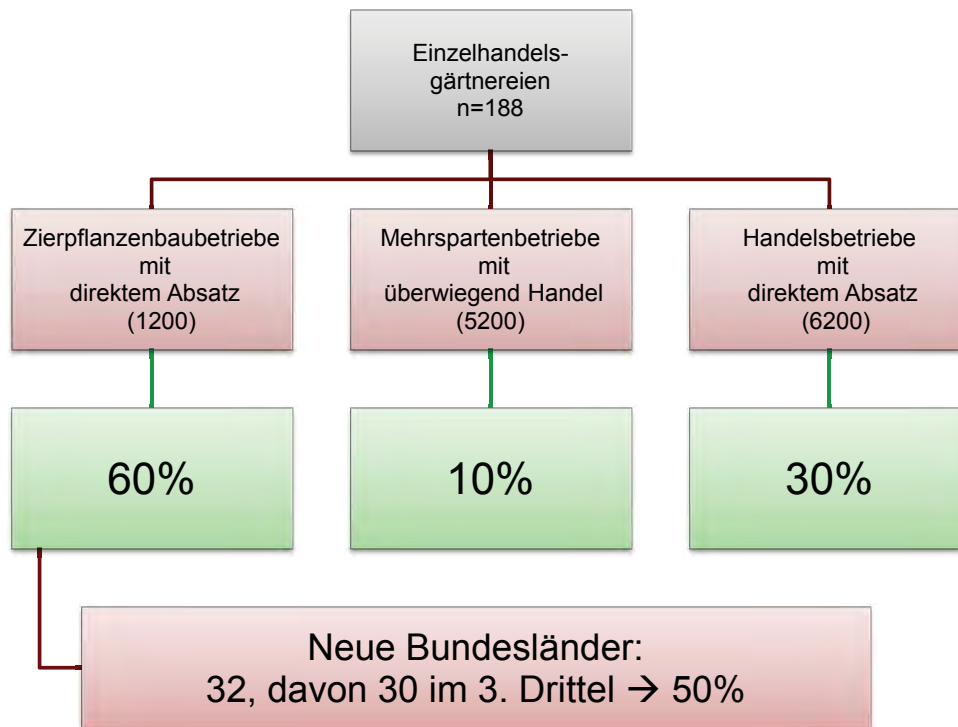 Einzelhandels-
gärtnereien
n=188
Zierpflanzenbaubetriebe
mit
direktem Absatz
(1200)
Mehrspartenbetriebe
mit
überwiegend Handel
(5200)
Handelsbetriebe
mit
direktem Absatz
(6200)
60%
10%
30%
Neue Bundesländer:
32, davon 30 im 3. Drittel → 50%